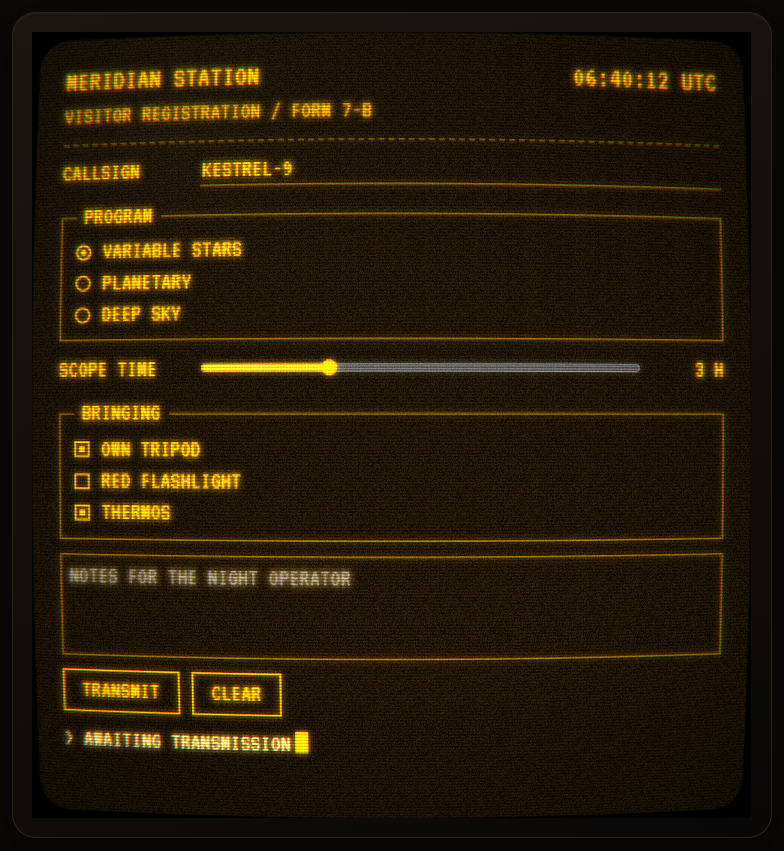 MERIDIAN STATION
06:40:12 UTC
VISITOR REGISTRATION / FORM 7-B
CALLSIGN KESTREL-9
PROGRAM
VARIABLE STARS
PLANETARY
DEEP SKY
SCOPE TIME 3 H
BRINGING
OWN TRIPOD
RED FLASHLIGHT
THERMOS
NOTES FOR THE NIGHT OPERATOR
TRANSMIT CLEAR
> AWAITING TRANSMISSION